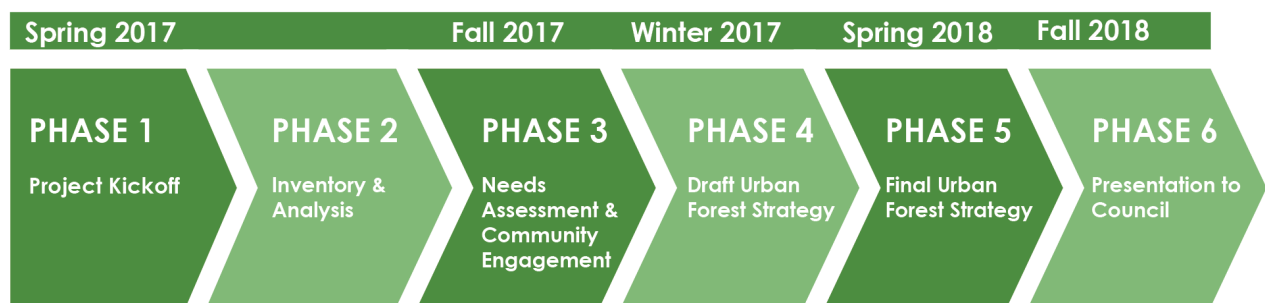 Spring 2017
Fall 2017
Winter 2017
Spring 2018
Fall 2018
PHASE 1
Project Kickoff
PHASE 2
Inventory &
Analysis
PHASE 3
Needs
Assessment &
Community
Engagement
PHASE 4
Draft Urban
Forest Strategy
PHASE 5
Final Urban
Forest Strategy
PHASE 6
Presentation to
Council